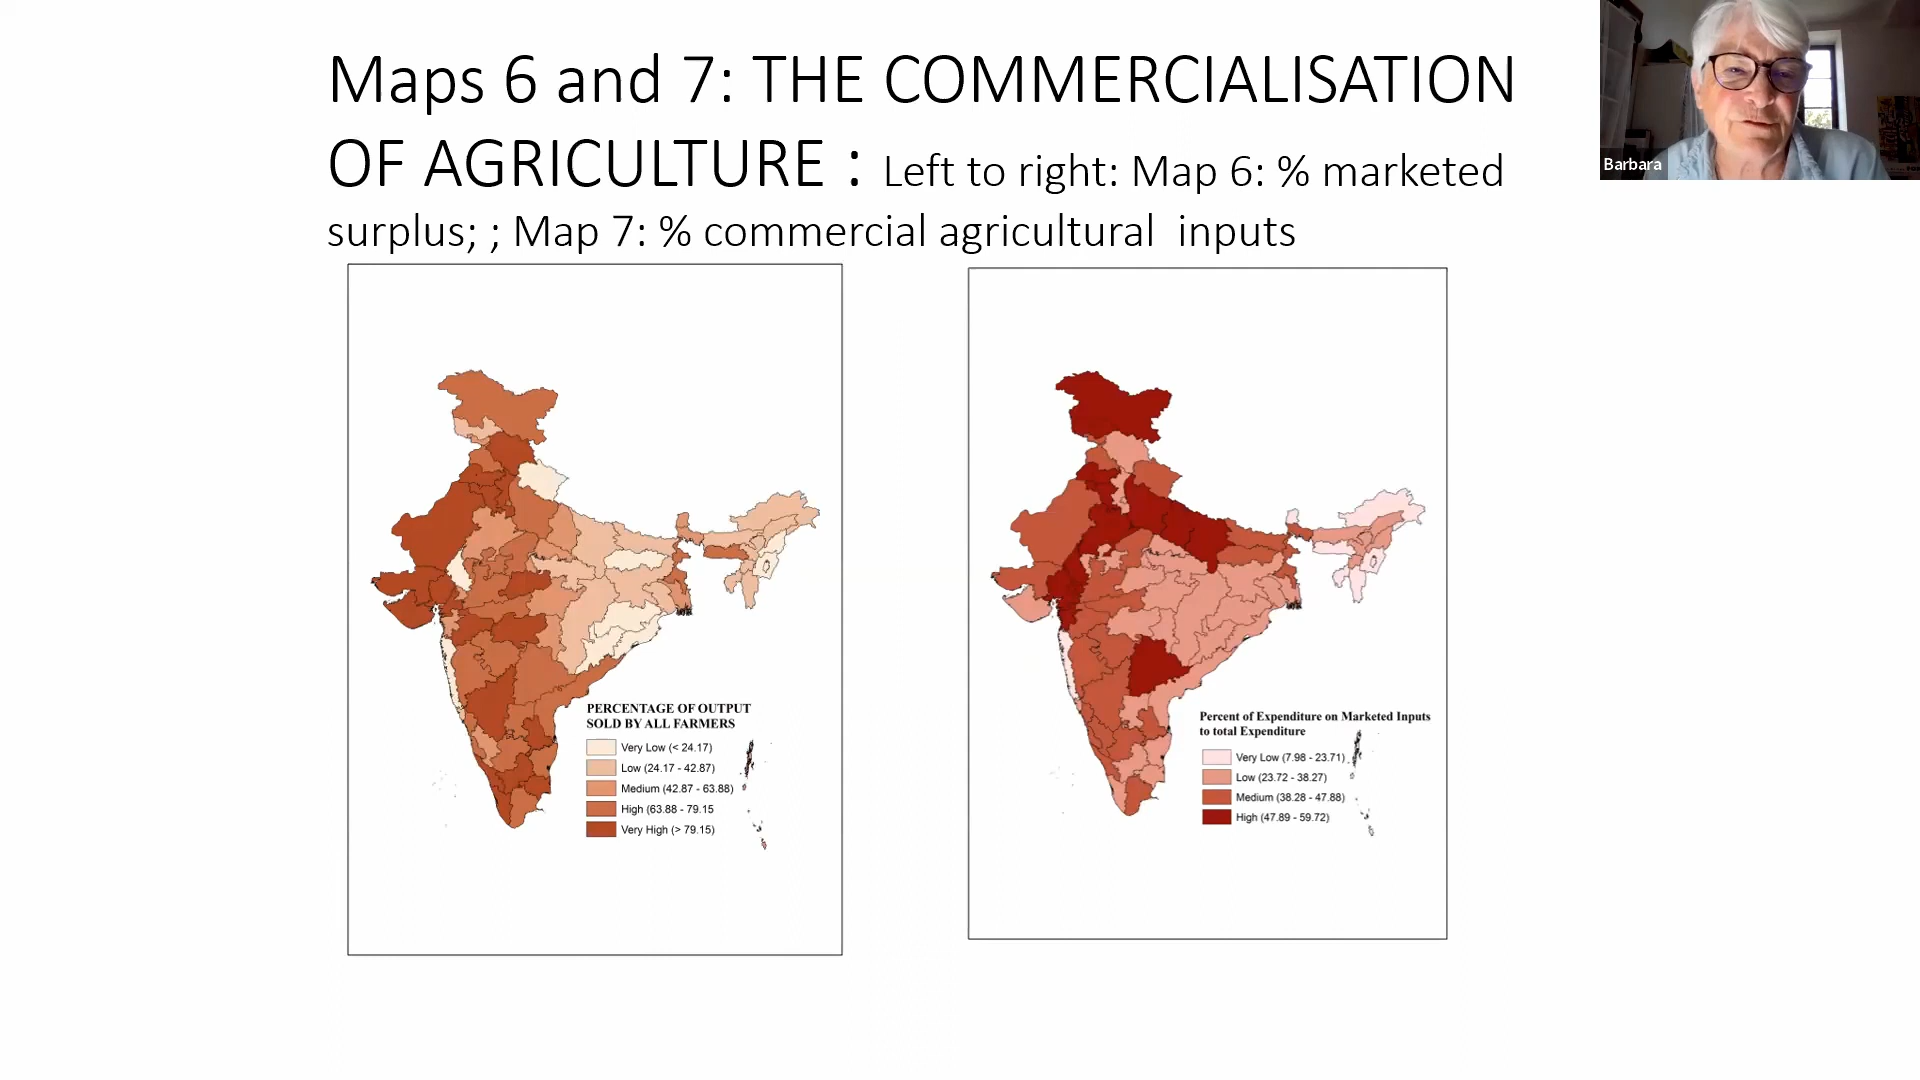 Maps 6 and 7: THE COMMERCIALISATION
OF AGRICULTURE : Left to right: Map 6: % marketed
surplus; ; Map 7: % commercial agricultural  inputs
Barbara
PERCENTAGE OF OUTPUT
SOLD BY ALL FARMERS
Very Low (< 24.17)
Low (24.17 - 42.87)
Medium (42.87 - 63.88)
High (63.88 - 79.15
Very High (> 79.15)
Percent of Expenditure on Marketed Inputs
to total Expenditure
Very Low (7.98 - 23.71)
Low (23.72 - 38.27)
Medium (38.28 - 47.88)
High (47.89 - 59.72)